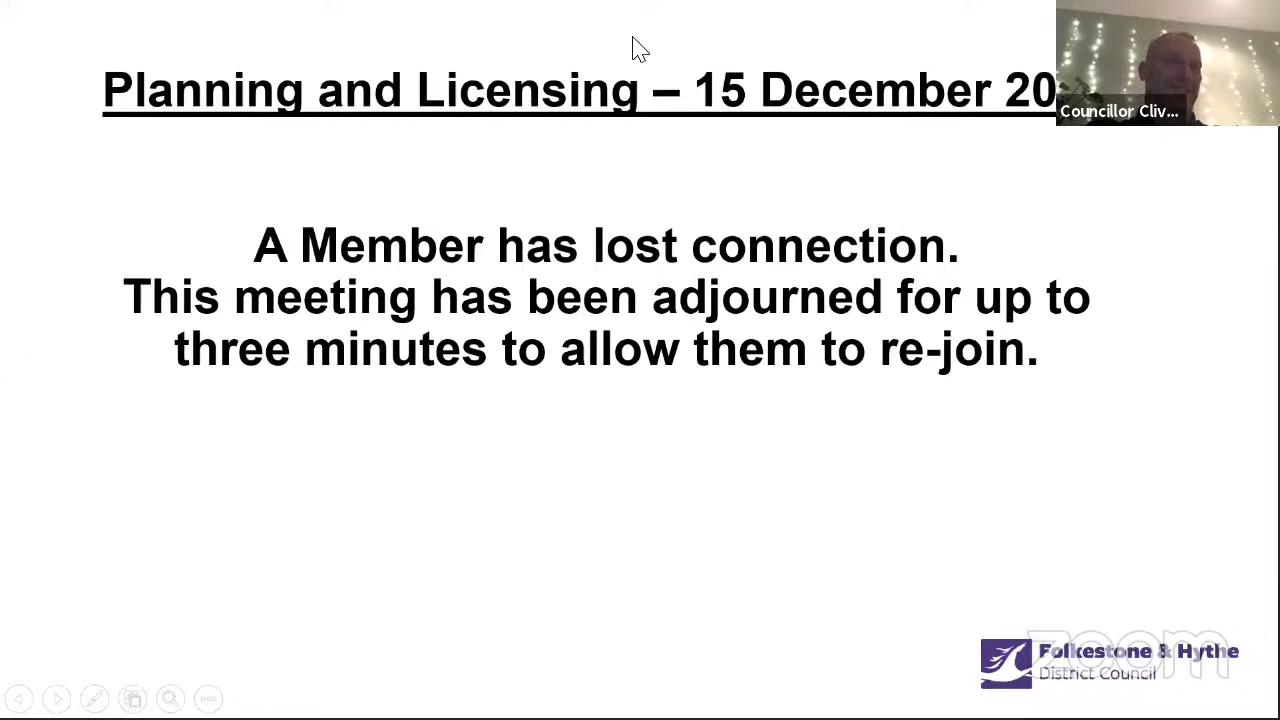 Planning and Licensing – 15 December 20
Councillor Cliv...
A Member has lost connection.
This meeting has been adjourned for up to
three minutes to allow them to re-join.
zoom
Folkestone & Hythe
District Council